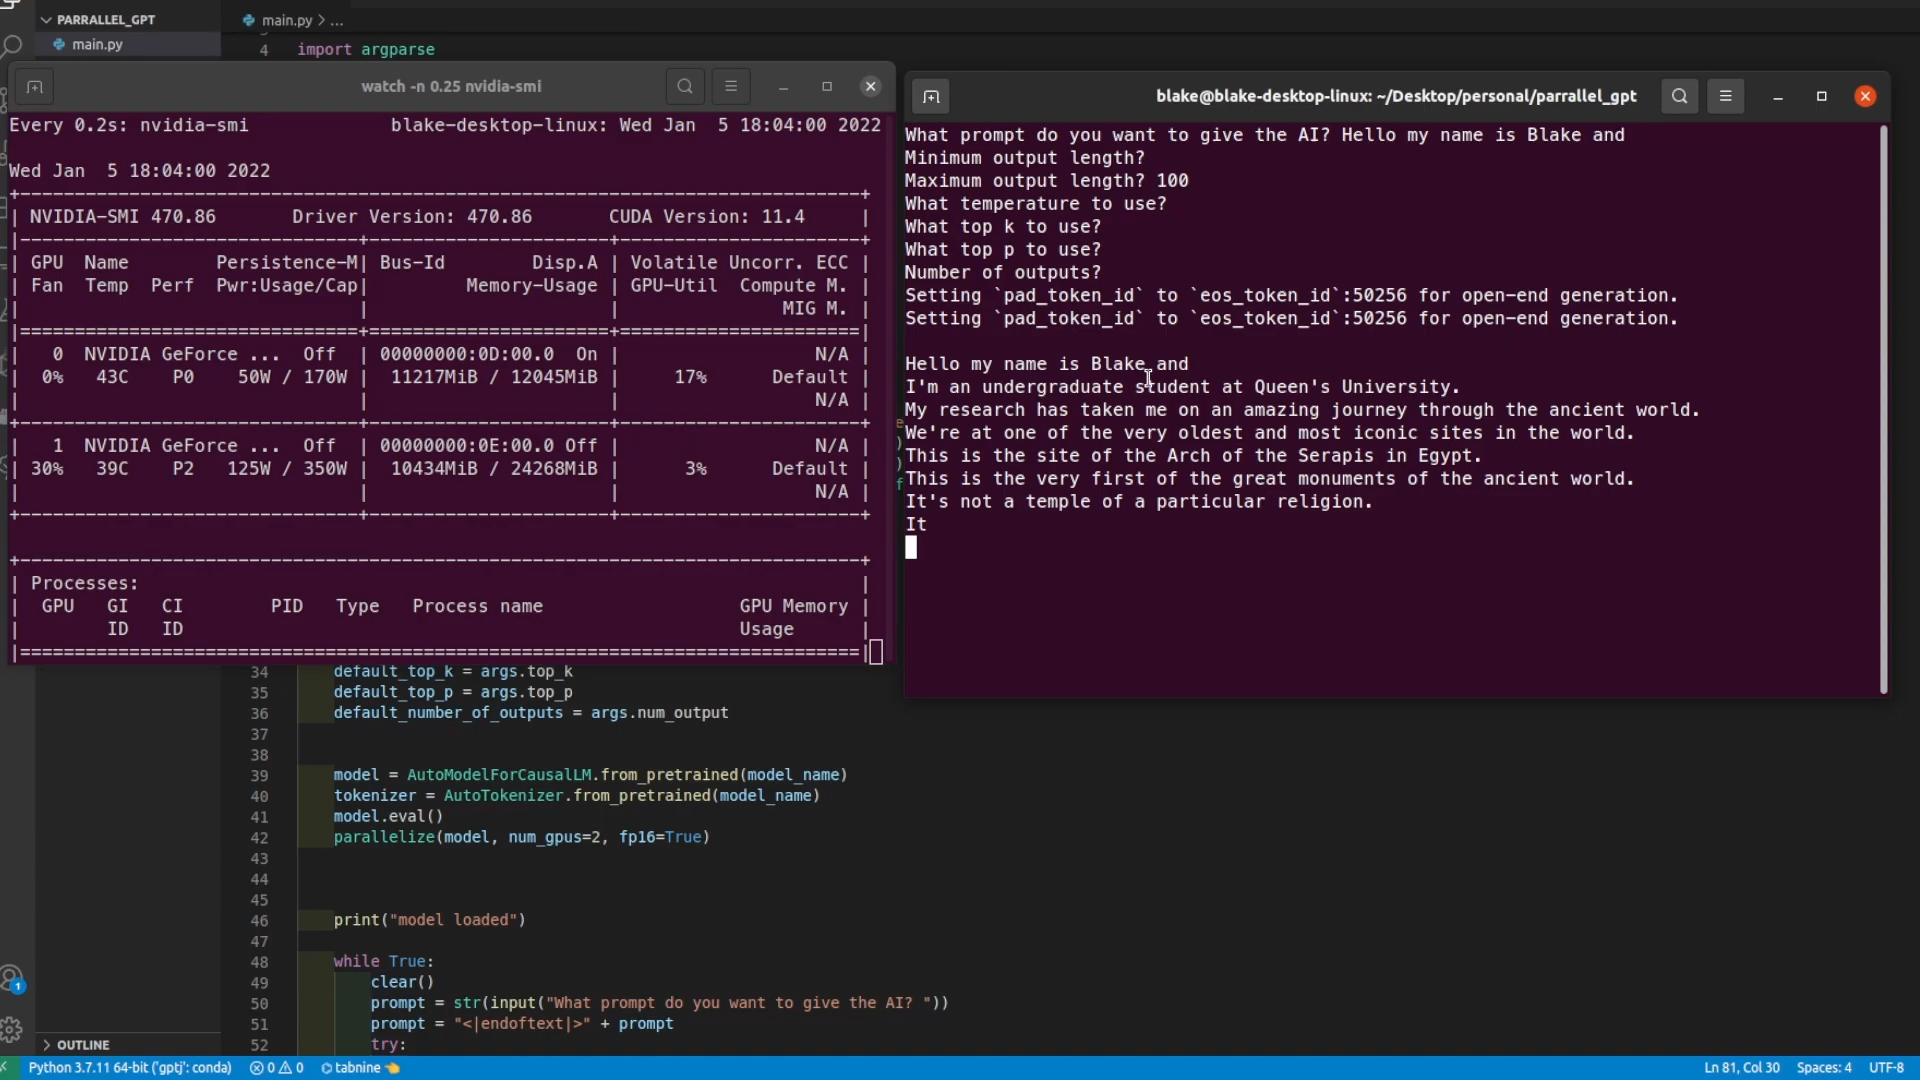 PARRALLEL_GPT
main.py
main.py > ...
4 import argparse
watch -n 0.25 nvidia-smi
Every 0.2s: nvidia-smi blake-desktop-linux: Wed Jan 5 18:04:00 2022
Wed Jan 5 18:04:00 2022
NVIDIA-SMI 470.86 Driver Version: 470.86 CUDA Version: 11.4
GPU Name Persistence-M| Bus-Id Disp.A | Volatile Uncorr. ECC
Fan Temp Perf Pwr:Usage/Cap| Memory-Usage | GPU-Util Compute M.
MIG M.
0 NVIDIA GeForce ... Off | 00000000:0D:00.0 On | N/A
0% 43C P0 50W / 170W | 11217MiB / 12045MiB | 17% Default
N/A
1 NVIDIA GeForce ... Off | 00000000:0E:00.0 Off | N/A
30% 39C P2 125W / 350W | 10434MiB / 24268MiB | 3% Default
N/A
Processes:
GPU GI CI PID Type Process name GPU Memory
ID ID Usage
blake@blake-desktop-linux: ~/Desktop/personal/parrallel_gpt
What prompt do you want to give the AI? Hello my name is Blake and
Minimum output length?
Maximum output length? 100
What temperature to use?
What top k to use?
What top p to use?
Number of outputs?
Setting `pad_token_id` to `eos_token_id`:50256 for open-end generation.
Setting `pad_token_id` to `eos_token_id`:50256 for open-end generation.
Hello my name is Blake and
I'm an undergraduate student at Queen's University.
My research has taken me on an amazing journey through the ancient world.
We're at one of the very oldest and most iconic sites in the world.
This is the site of the Arch of the Serapis in Egypt.
This is the very first of the great monuments of the ancient world.
It's not a temple of a particular religion.
It
34 default_top_k = args.top_k
35 default_top_p = args.top_p
36 default_number_of_outputs = args.num_output
37
38
39 model = AutoModelForCausalLM.from_pretrained(model_name)
40 tokenizer = AutoTokenizer.from_pretrained(model_name)
41 model.eval()
42 parallelize(model, num_gpus=2, fp16=True)
43
44
45
46 print("model loaded")
47
48 while True:
49 clear()
50 prompt = str(input("What prompt do you want to give the AI? "))
51 prompt = "<|endoftext|>" + prompt
52 try:
1
OUTLINE
Python 3.7.11 64-bit ('gptj': conda) 0 0 tabnine Ln 81, Col 30 Spaces: 4 UTF-8